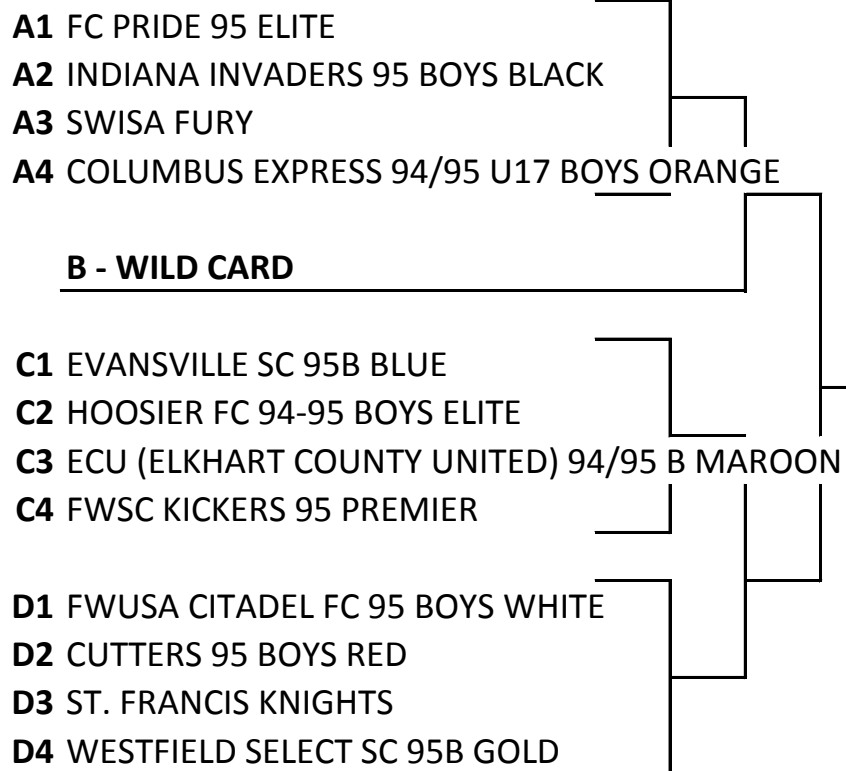 A1 FC PRIDE 95 ELITE
A2 INDIANA INVADERS 95 BOYS BLACK
A3 SWISA FURY
A4 COLUMBUS EXPRESS 94/95 U17 BOYS ORANGE
B - WILD CARD
C1 EVANSVILLE SC 95B BLUE
C2 HOOSIER FC 94-95 BOYS ELITE
C3 ECU (ELKHART COUNTY UNITED) 94/95 B MAROON
C4 FWSC KICKERS 95 PREMIER
D1 FWUSA CITADEL FC 95 BOYS WHITE
D2 CUTTERS 95 BOYS RED
D3 ST. FRANCIS KNIGHTS
D4 WESTFIELD SELECT SC 95B GOLD